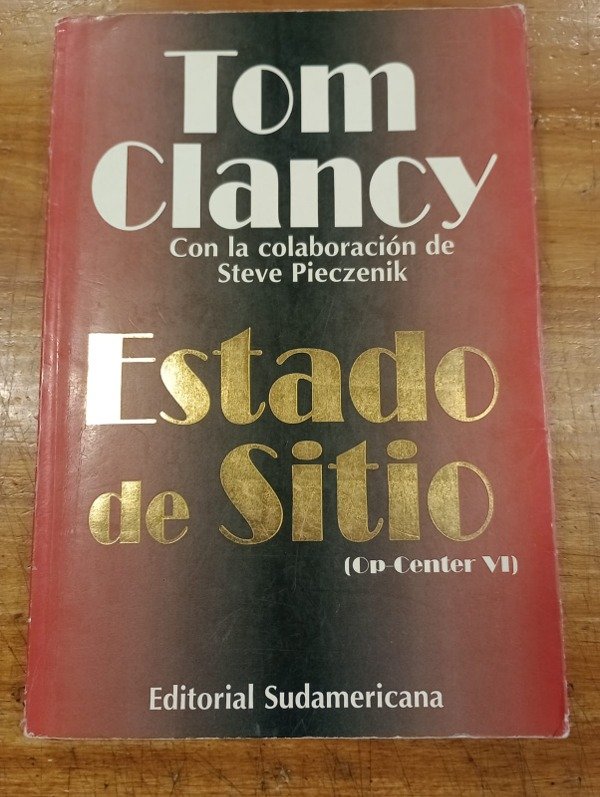 Tom
Clancy
Con la colaboración de
Steve Pieczenik
Estado
de Sitio
(Op-Center VI)
Editorial Sudamericana